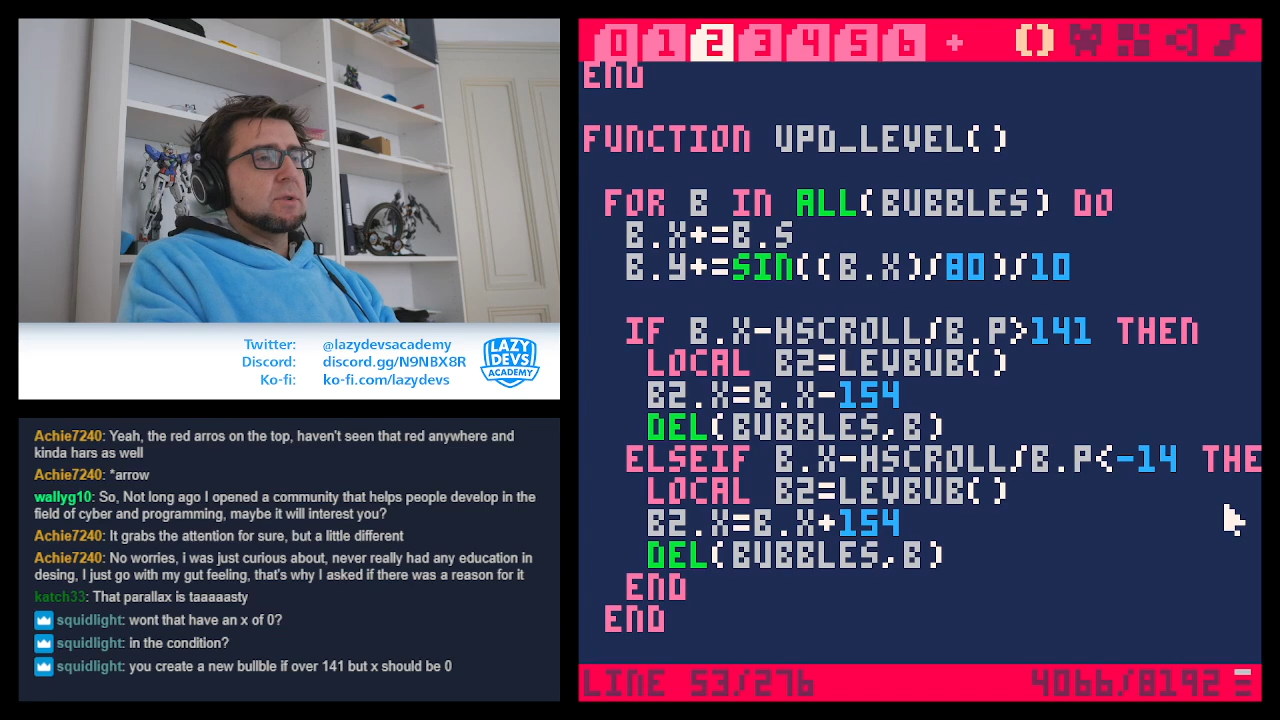 Twitter: @lazydevsacademy
Discord: discord.gg/N9NBX8R
Ko-fi: ko-fi.com/lazydevs
LAZY
DEVS
ACADEMY
Achie7240: Yeah, the red arros on the top, haven't seen that red anywhere and
kinda hars as well
Achie7240: *arrow
wallyg10: So, Not long ago I opened a community that helps people develop in the
field of cyber and programming, maybe it will interest you?
Achie7240: It grabs the attention for sure, but a little different
Achie7240: No worries, i was just curious about, never really had any education in
desing, I just go with my gut feeling, that's why I asked if there was a reason for it
katch33: That parallax is taaaasty
squidlight: wont that have an x of 0?
squidlight: in the condition?
squidlight: you create a new bullble if over 141 but x should be 0
0 1 2 3 4 5 6 + ()
END
FUNCTION UPD_LEVEL()
FOR B IN ALL(BUBBLES) DO
B.X+=B.S
B.Y+=SIN((B.X)/80)/10
IF B.X-HSCROLL/B.P>141 THEN
LOCAL B2=LEVBUB()
B2.X=B.X-154
DEL(BUBBLES,B)
ELSEIF B.X-HSCROLL/B.P<-14 THE
LOCAL B2=LEVBUB()
B2.X=B.X+154
DEL(BUBBLES,B)
END
END
LINE 53/276 4066/8192